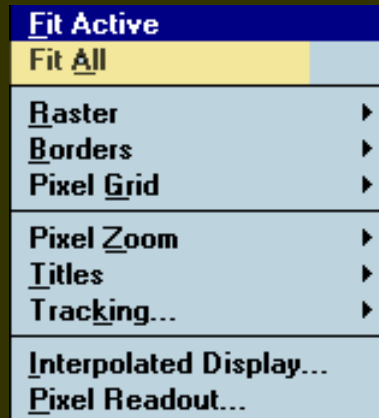 Fit Active
Fit All
Raster
Borders
Pixel Grid
Pixel Zoom
Titles
Tracking...
Interpolated Display...
Pixel Readout...